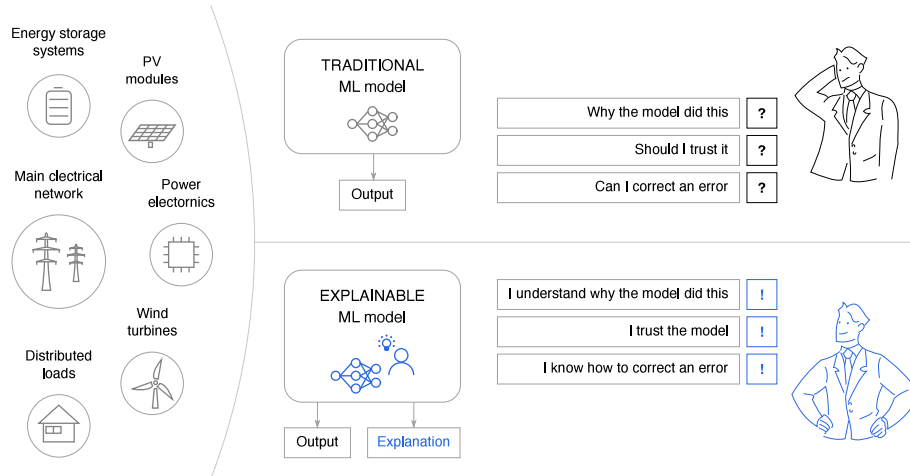 Energy storage
systems
PV
modules
Main clectrical
network
Power
electornics
Wind
turbines
Distributed
loads
TRADITIONAL
ML model
Output
Why the model did this ?
Should I trust it ?
Can I correct an error ?
EXPLAINABLE
ML model
Output
Explanation
I understand why the model did this !
I trust the model !
I know how to correct an error !